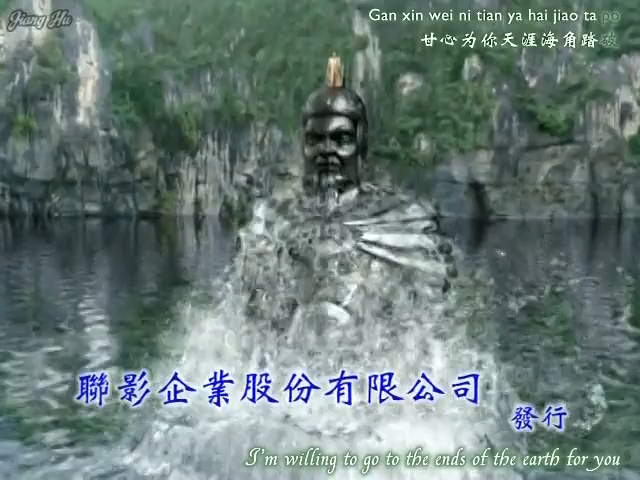 Jiang Hu
Gan xin wei ni tian ya hai jiao ta po
甘心为你天涯海角踏破
聯影企業股份有限公司
發行
I'm willing to go to the ends of the earth for you